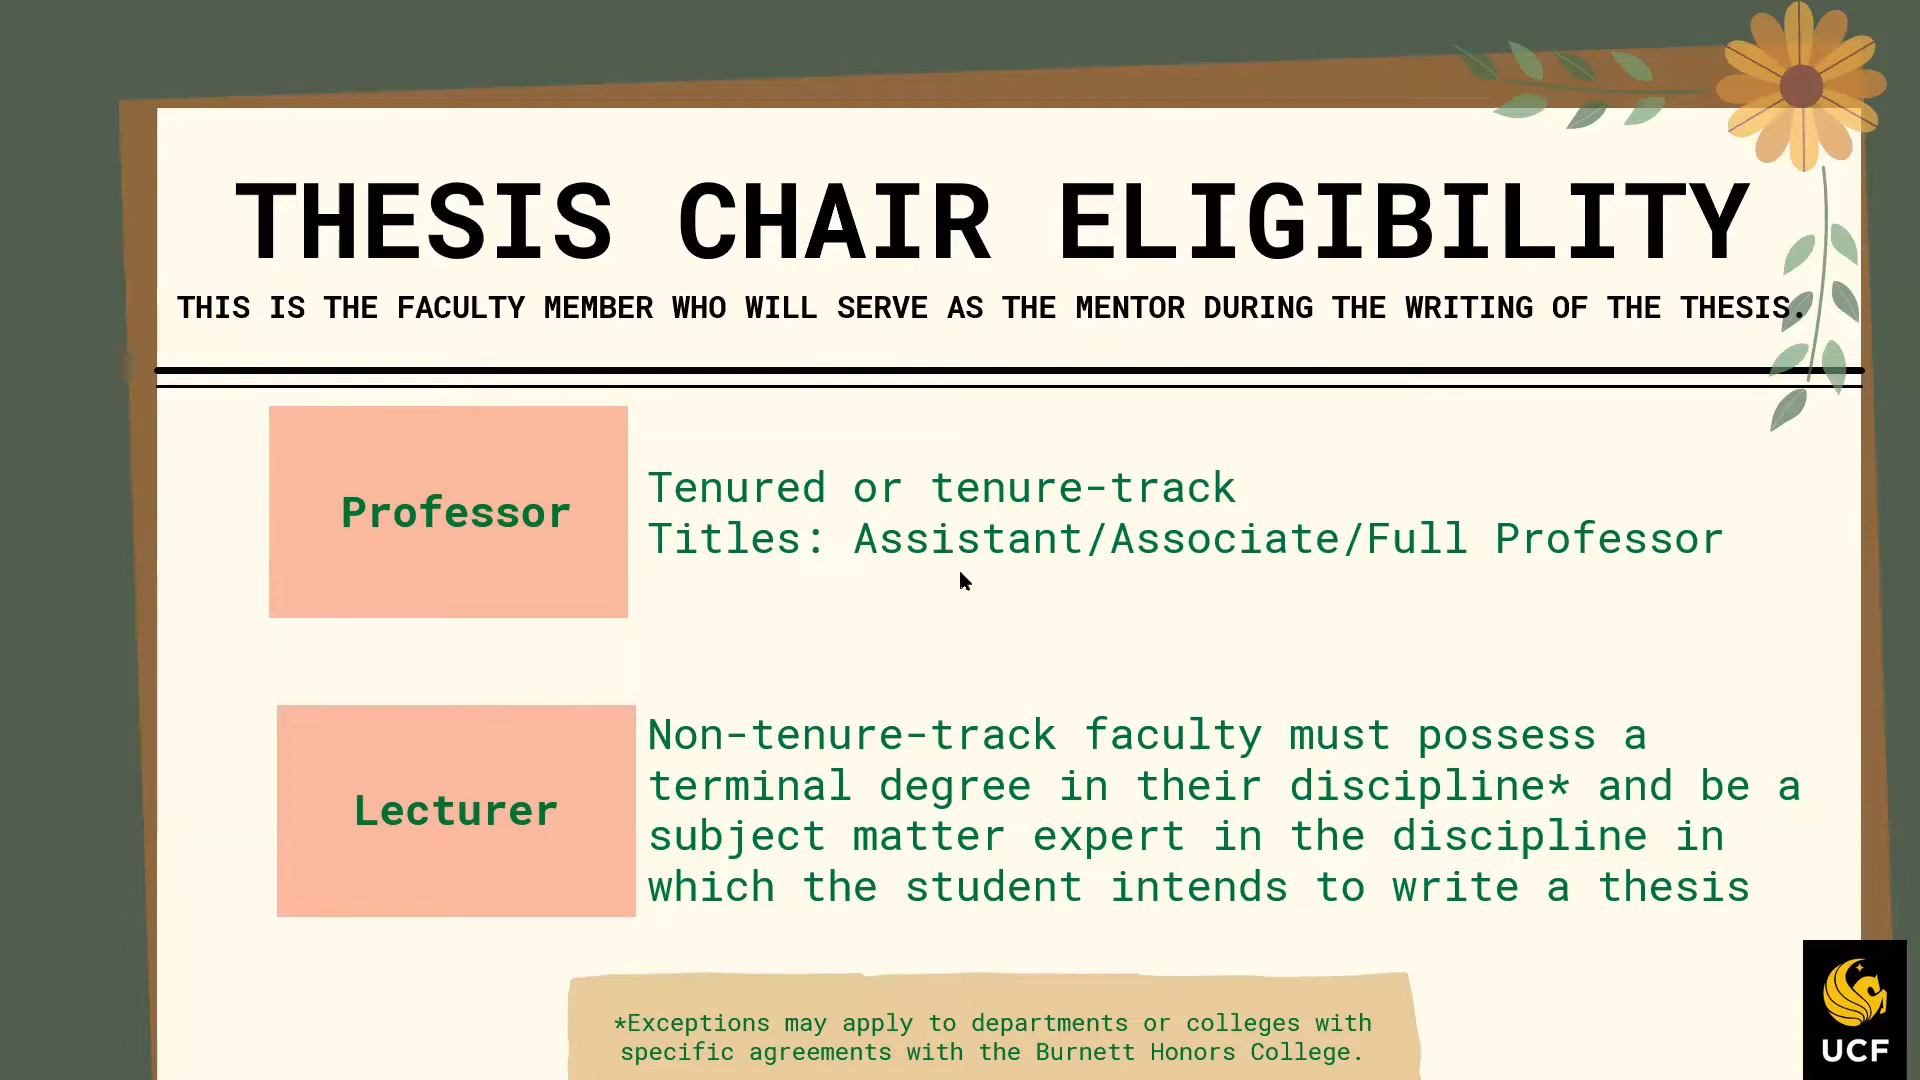 THESIS CHAIR ELIGIBILITY
THIS IS THE FACULTY MEMBER WHO WILL SERVE AS THE MENTOR DURING THE WRITING OF THE THESIS.
Professor
Tenured or tenure-track
Titles: Assistant/Associate/Full Professor
Lecturer
Non-tenure-track faculty must possess a
terminal degree in their discipline* and be a
subject matter expert in the discipline in
which the student intends to write a thesis
*Exceptions may apply to departments or colleges with
specific agreements with the Burnett Honors College.
UCF